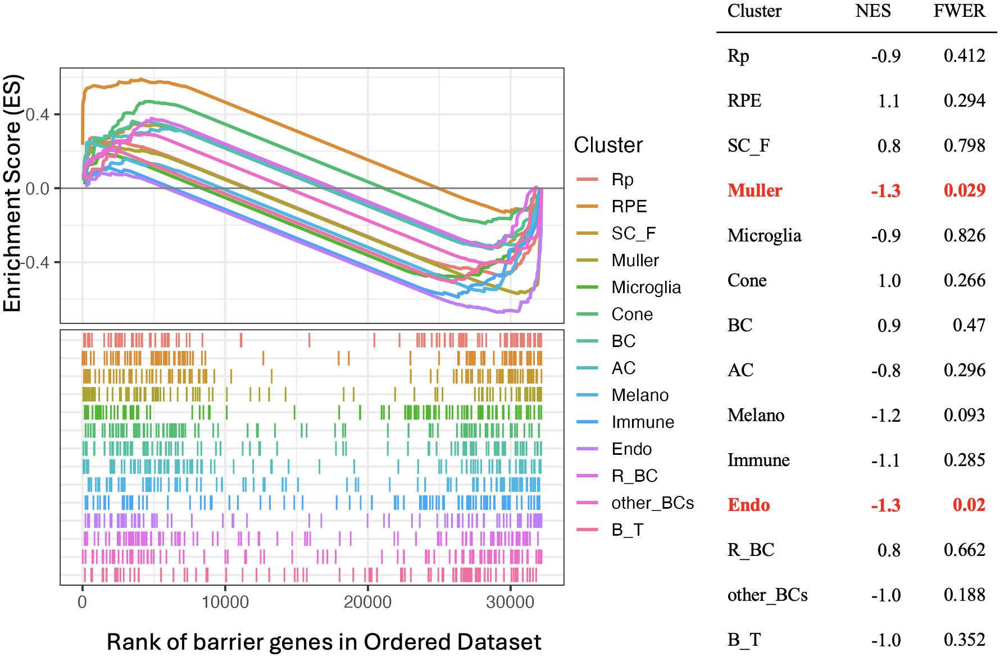 Enrichment Score (ES)
0.4
0.0
-0.4
0
10000
20000
30000
Rank of barrier genes in Ordered Dataset
Cluster
Rp
RPE
SC_F
Muller
Microglia
Cone
BC
AC
Melano
Immune
Endo
R_BC
other_BCs
B_T
Cluster NES FWER
Rp -0.9 0.412
RPE 1.1 0.294
SC_F 0.8 0.798
Muller -1.3 0.029
Microglia -0.9 0.826
Cone 1.0 0.266
BC 0.9 0.47
AC -0.8 0.296
Melano -1.2 0.093
Immune -1.1 0.285
Endo -1.3 0.02
R_BC 0.8 0.662
other_BCs -1.0 0.188
B_T -1.0 0.352